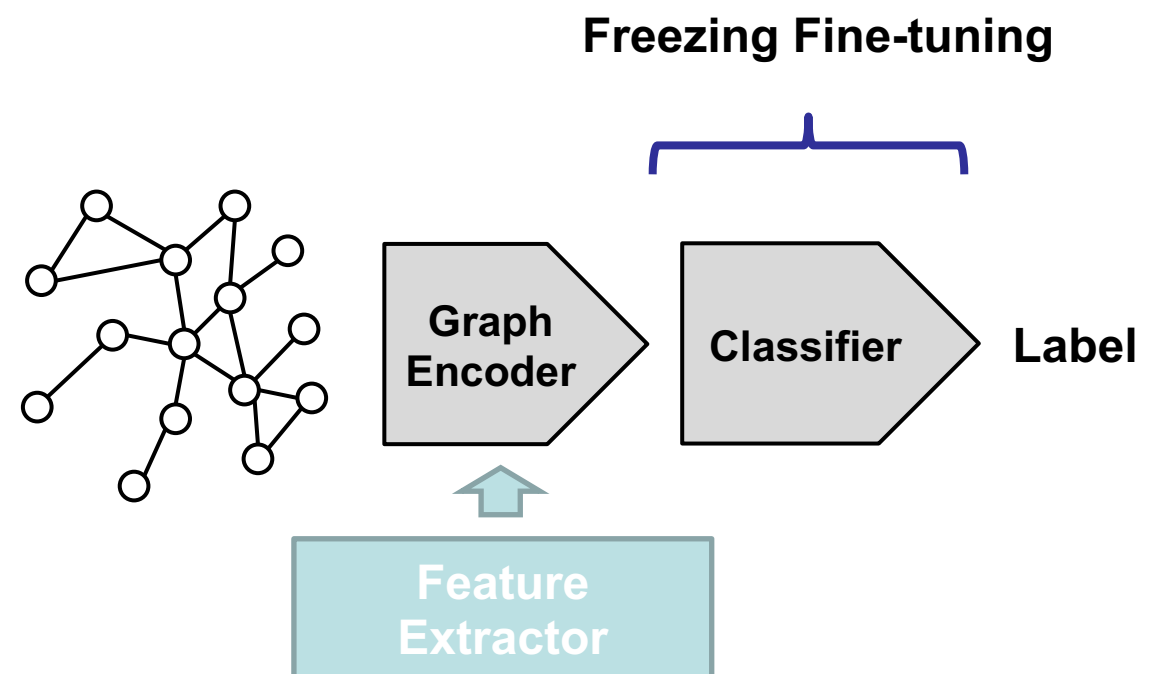 Freezing Fine-tuning
Graph
Encoder
Classifier
Label
Feature
Extractor